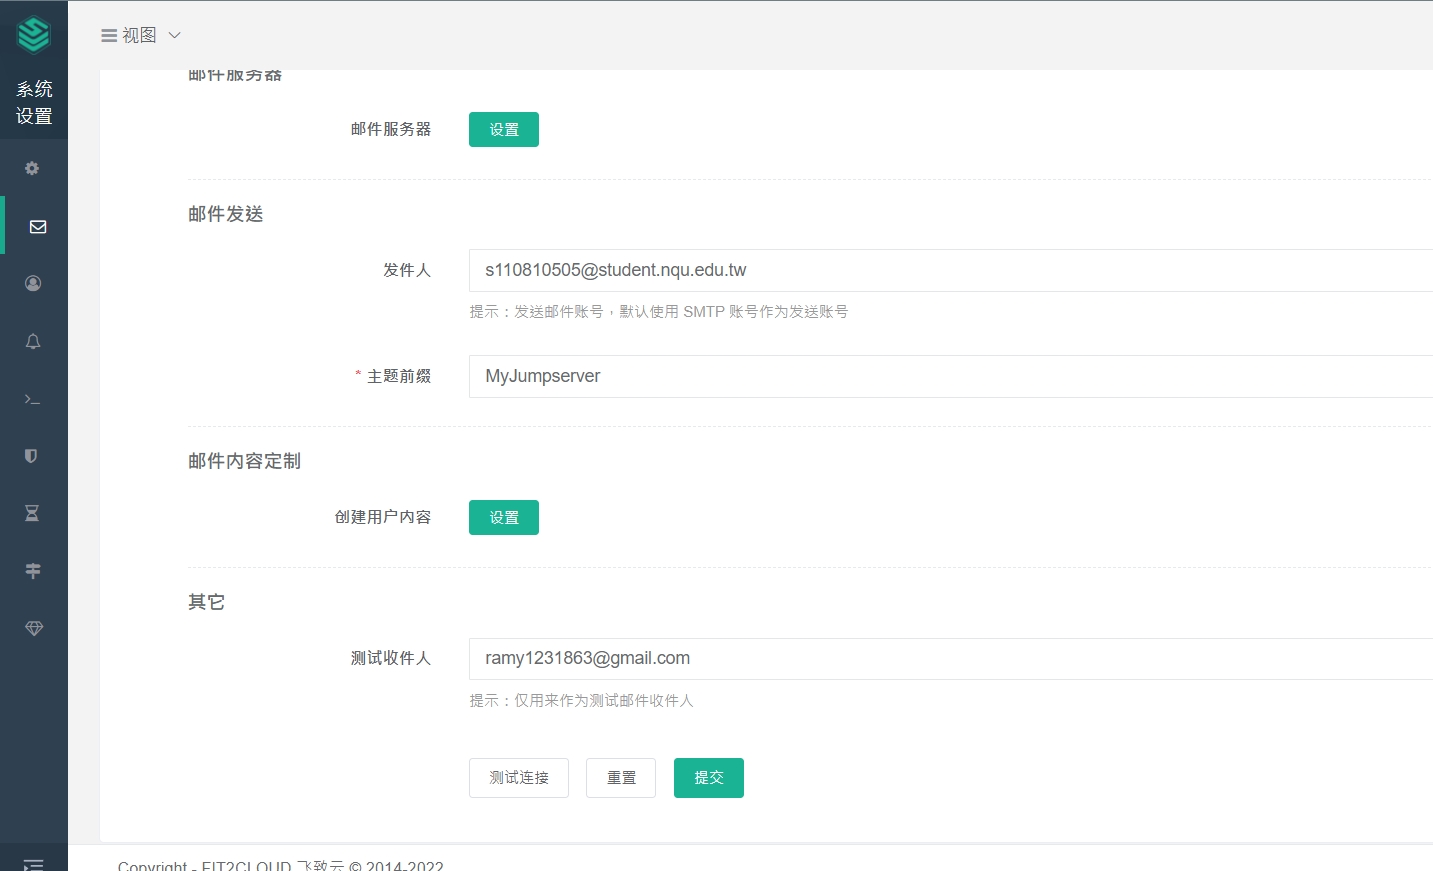 系统
设置
视图
邮件服务器
邮件服务器
设置
邮件发送
发件人
s110810505@student.nqu.edu.tw
提示：发送邮件账号，默认使用 SMTP 账号作为发送账号
* 主题前缀
MyJumpserver
邮件内容定制
创建用户内容
设置
其它
测试收件人
ramy1231863@gmail.com
提示：仅用来作为测试邮件收件人
测试连接
重置
提交
Copyright - FIT2CLOUD 飞致云 © 2014-2022